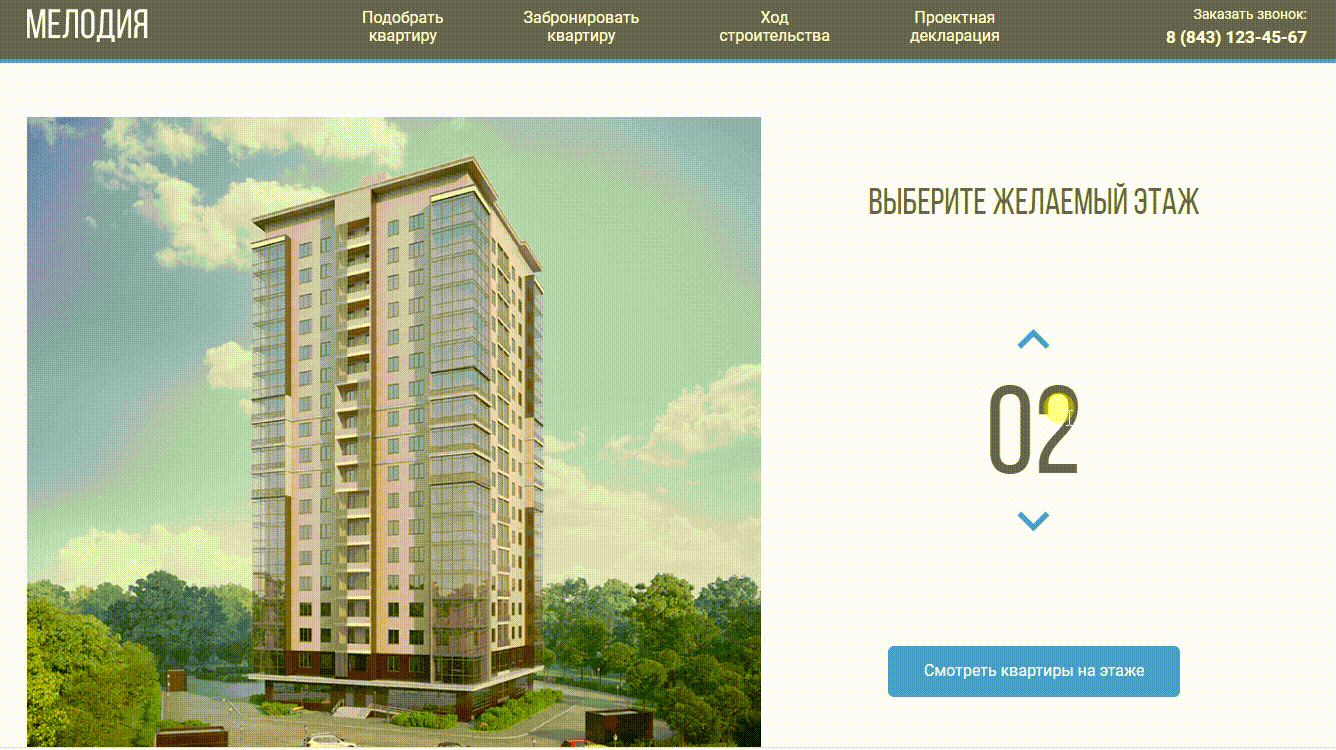 МЕЛОДИЯ
Подобрать
квартиру
Забронировать
квартиру
Ход
строительства
Проектная
декларация
Заказать звонок:
8 (843) 123-45-67
ВЫБЕРИТЕ ЖЕЛАЕМЫЙ ЭТАЖ
02
Смотреть квартиры на этаже